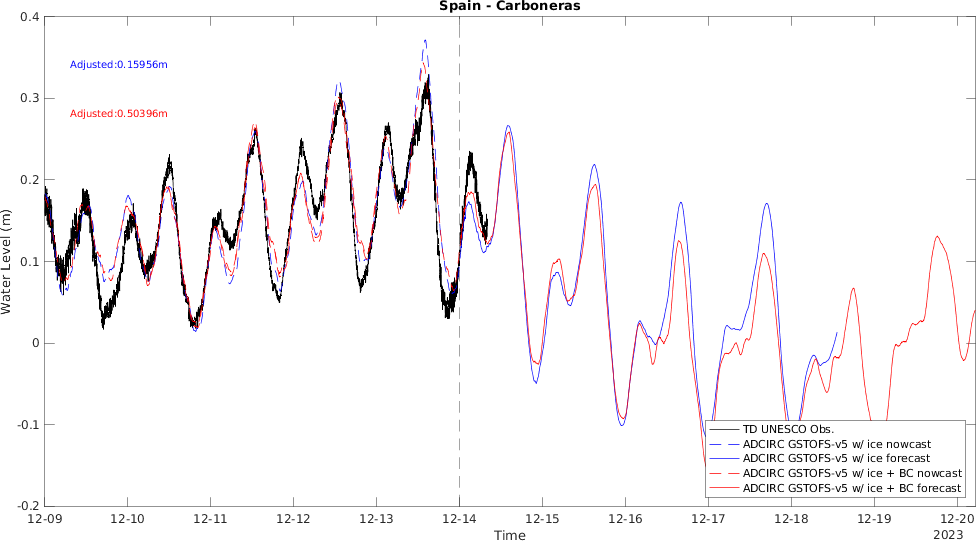 Spain - Carboneras
0.4
0.3
0.2
0.1
0
-0.1
-0.2
Water Level (m)
Adjusted:0.15956m
Adjusted:0.50396m
TD UNESCO Obs.
ADCIRC GSTOFS-v5 w/ ice nowcast
ADCIRC GSTOFS-v5 w/ ice forecast
ADCIRC GSTOFS-v5 w/ ice + BC nowcast
ADCIRC GSTOFS-v5 w/ ice + BC forecast
12-09 12-10 12-11 12-12 12-13 12-14 12-15 12-16 12-17 12-18 12-19 12-20
Time
2023